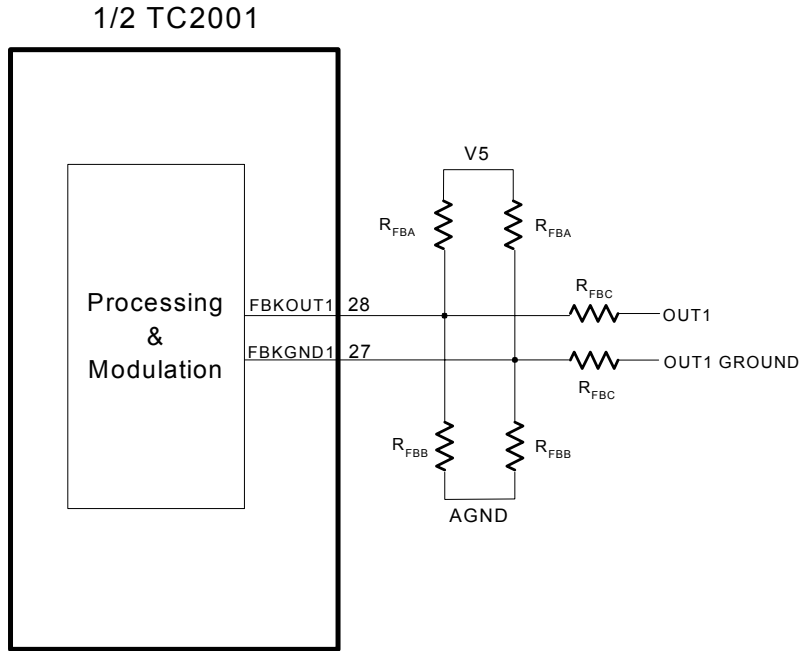 1/2 TC2001
V5
R_FBA
R_FBA
Processing
&
Modulation
FBKOUT1 28
R_FBC
OUT1
FBKGND1 27
OUT1 GROUND
R_FBC
R_FBB
R_FBB
AGND